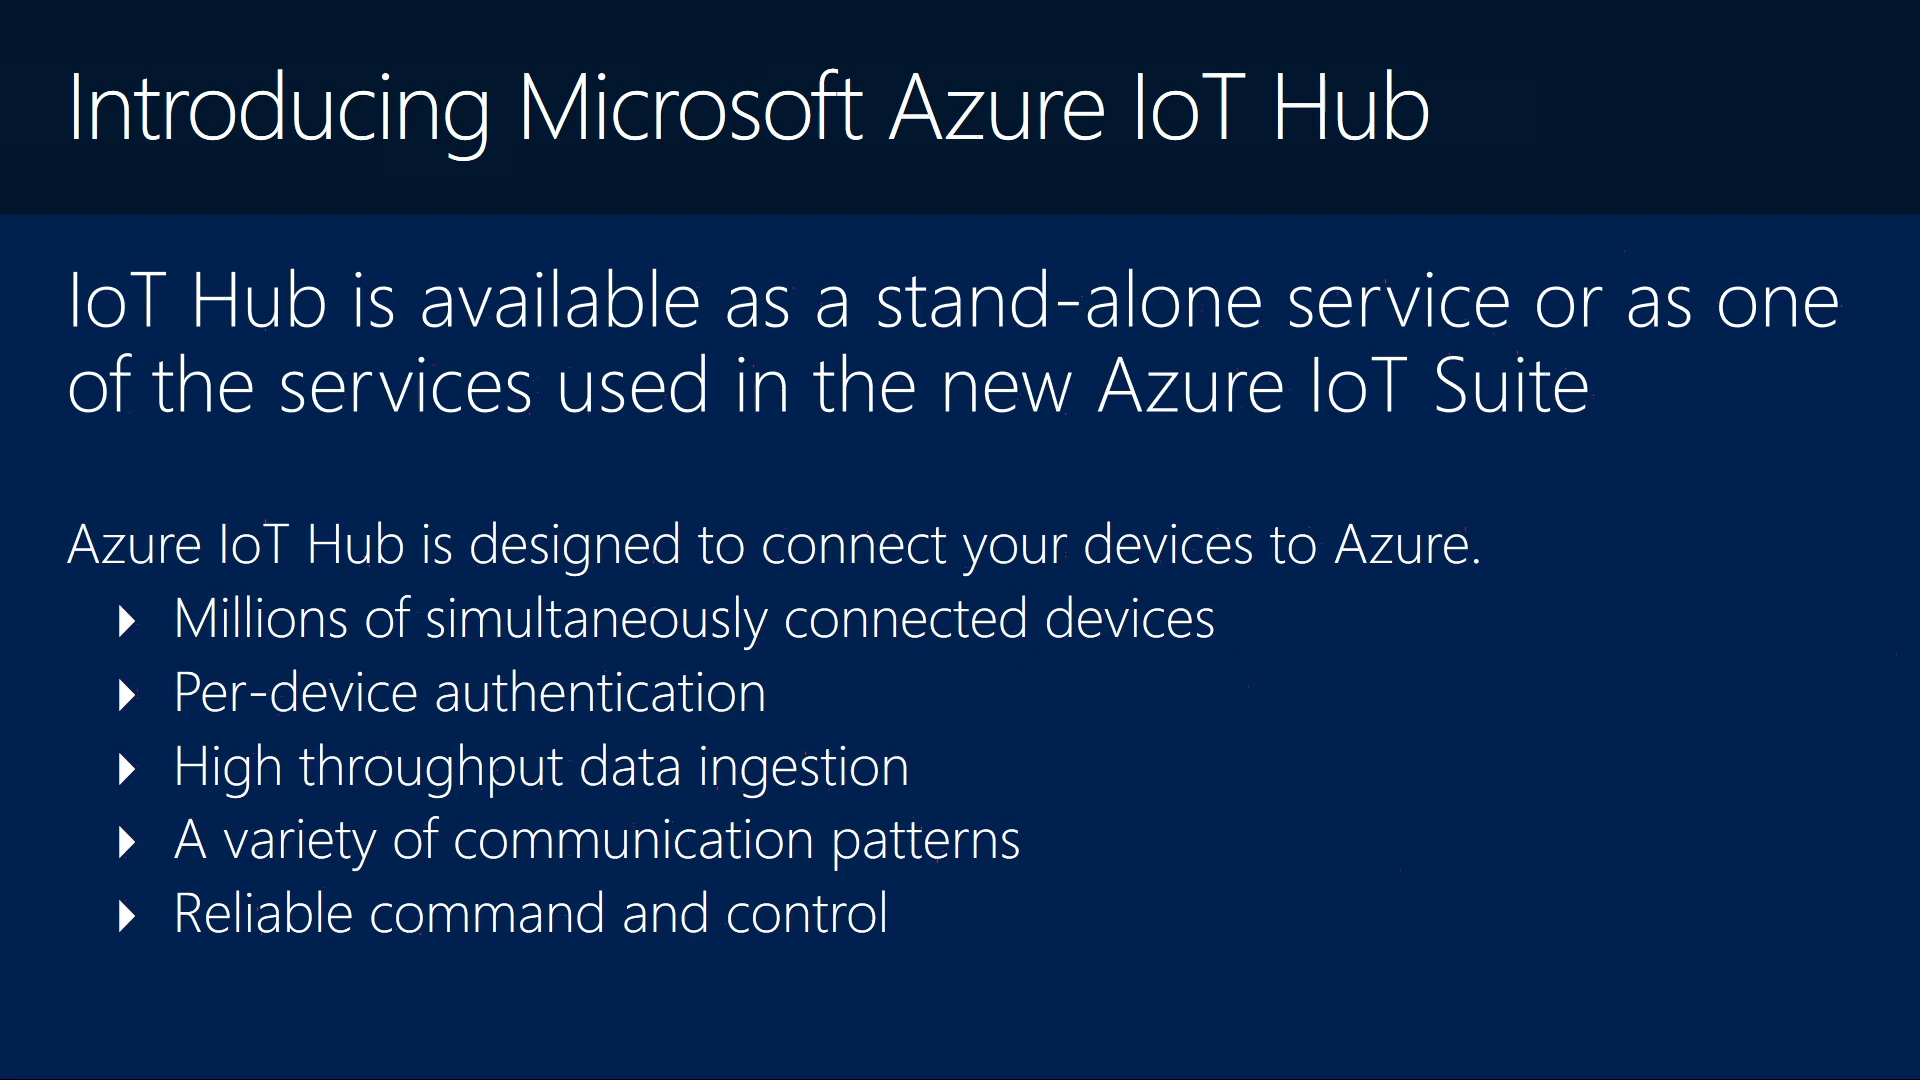 Introducing Microsoft Azure IoT Hub
IoT Hub is available as a stand-alone service or as one
of the services used in the new Azure IoT Suite
Azure IoT Hub is designed to connect your devices to Azure.
Millions of simultaneously connected devices
Per-device authentication
High throughput data ingestion
A variety of communication patterns
Reliable command and control